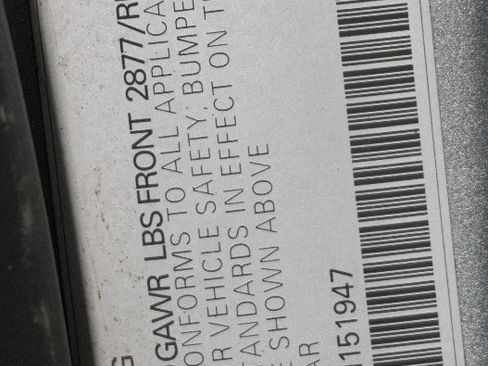 G
GAWR LBS FRONT 2877/R
ONFORMS TO ALL APPLICA
R VEHICLE SAFETY, BUMPE
TANDARDS IN EFFECT ON T
E SHOWN ABOVE
AR
151947